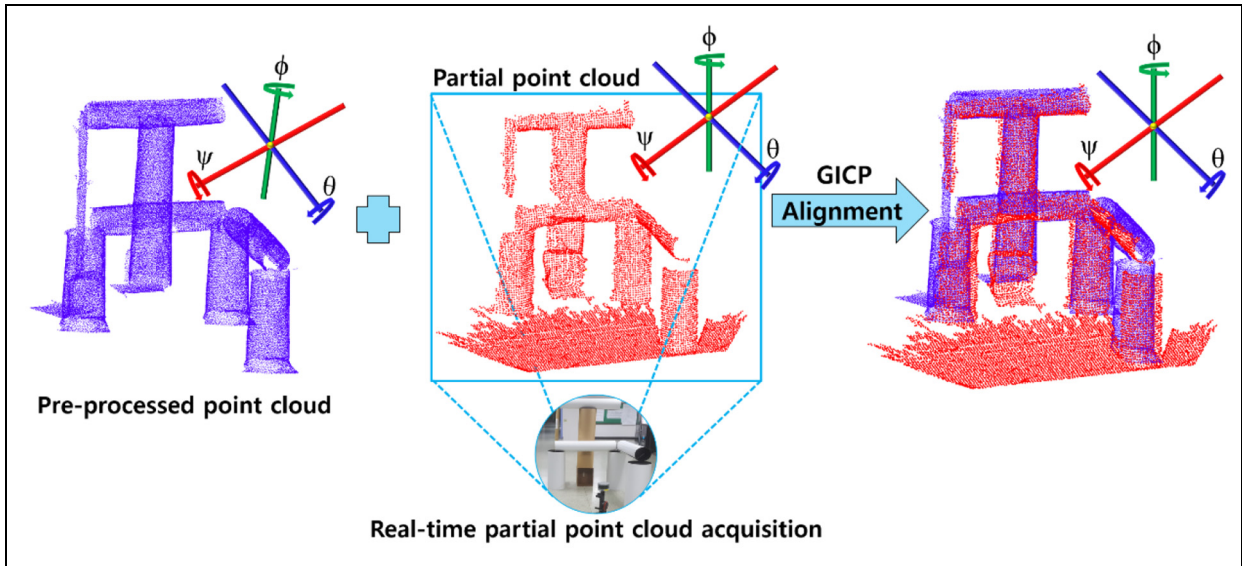 ϕ
ψ
θ
Pre-processed point cloud
Partial point cloud
ϕ
ψ
θ
Real-time partial point cloud acquisition
GICP
Alignment
ϕ
ψ
θ